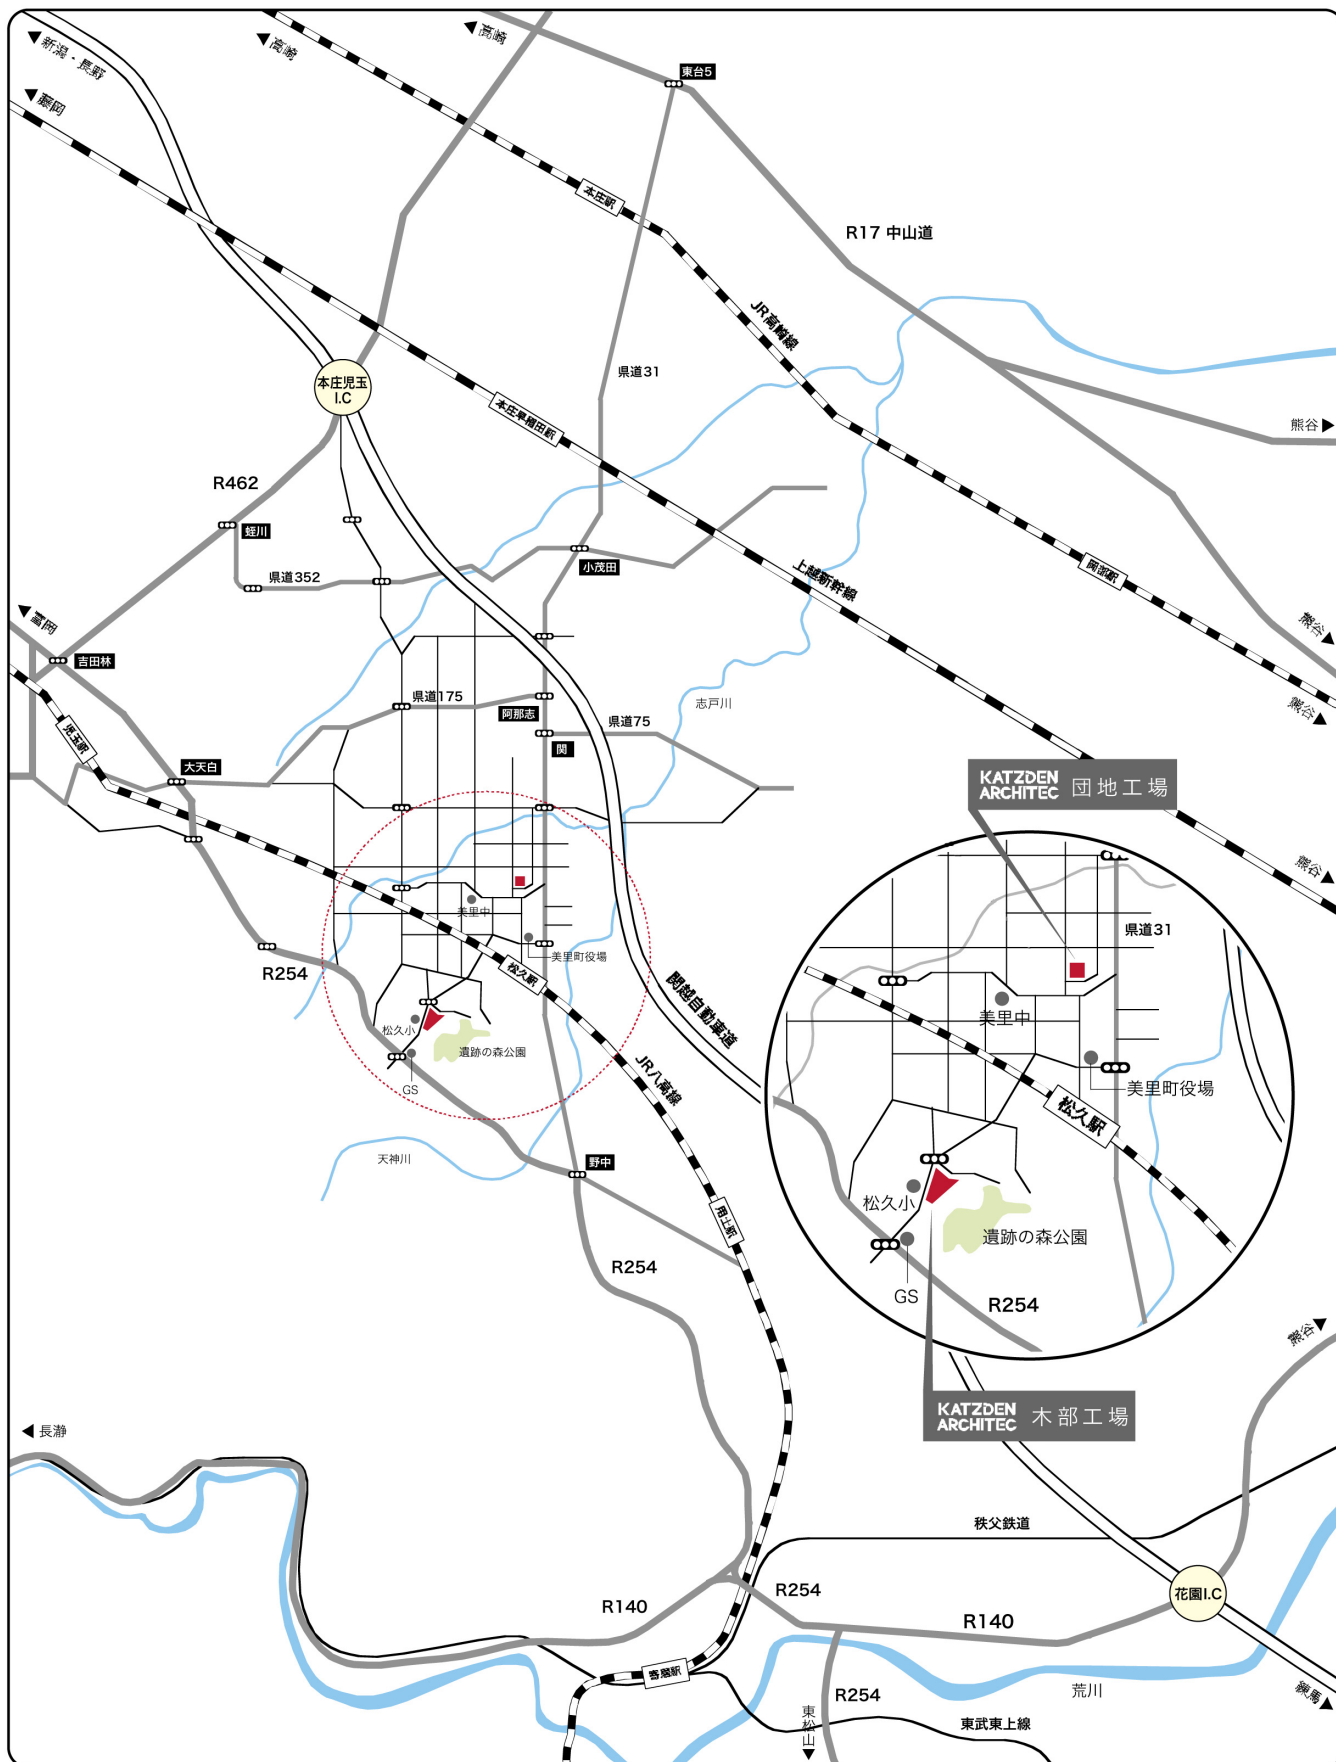 新潟・長野
高崎
高崎
藤岡
東台5
本庄駅
R17 中山道
JR高崎線
県道31
本庄児玉
I.C
本庄早稲田駅
熊谷
R462
蛭川
小茂田
県道352
上越新幹線
岡部駅
藤岡
熊谷
吉田林
県道175
志戸川
熊谷
阿那志
県道75
児玉駅
関
大天白
KATZDEN
ARCHITEC
団地工場
熊谷
美里中
県道31
美里町役場
R254
松久駅
関越自動車道
美里中
松久小
遺跡の森公園
GS
JR八高線
美里町役場
松久駅
天神川
野中
松久小
用土駅
遺跡の森公園
R254
GS
R254
熊谷
KATZDEN
ARCHITEC
木部工場
長瀞
秩父鉄道
R254
花園I.C
R140
R140
寄居駅
荒川
練馬
R254
東松山
東武東上線